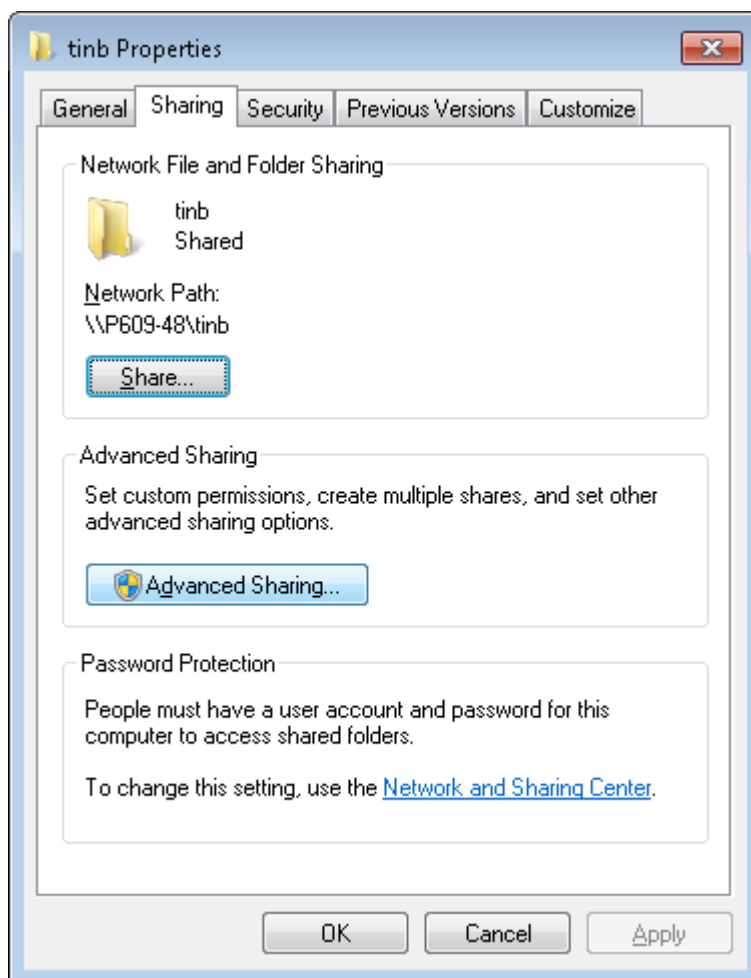 tinb Properties
General Sharing Security Previous Versions Customize
Network File and Folder Sharing
tinb
Shared
Network Path:
\\P609-48\tinb
Share...
Advanced Sharing
Set custom permissions, create multiple shares, and set other
advanced sharing options.
Advanced Sharing...
Password Protection
People must have a user account and password for this
computer to access shared folders.
To change this setting, use the Network and Sharing Center.
OK Cancel Apply